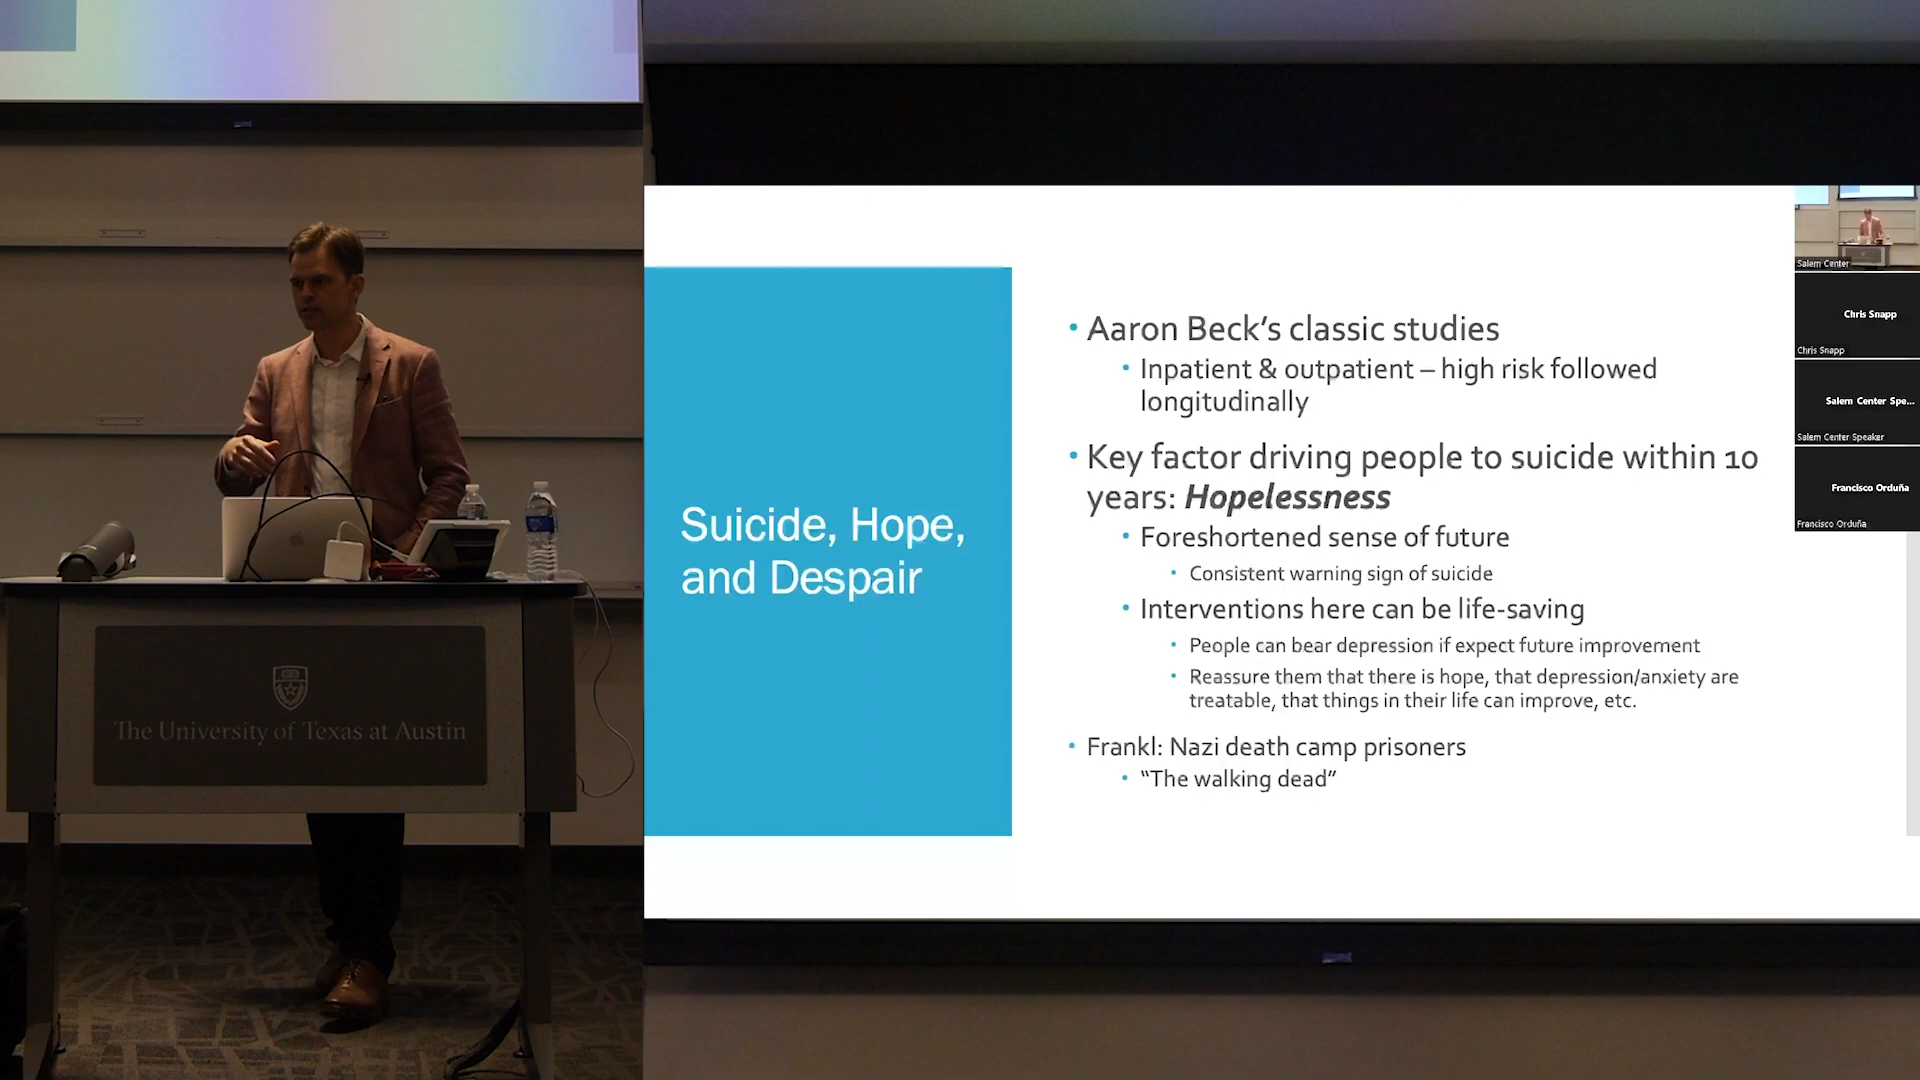 The University of Texas at Austin
Suicide, Hope,
and Despair
• Aaron Beck's classic studies
• Inpatient & outpatient – high risk followed
longitudinally
• Key factor driving people to suicide within 10
years: Hopelessness
• Foreshortened sense of future
• Consistent warning sign of suicide
• Interventions here can be life-saving
• People can bear depression if expect future improvement
• Reassure them that there is hope, that depression/anxiety are
treatable, that things in their life can improve, etc.
• Frankl: Nazi death camp prisoners
• “The walking dead”
Salem Center
Chris Snapp
Chris Snapp
Salem Center Spe...
Salem Center Speaker
Francisco Orduña
Francisco Orduña